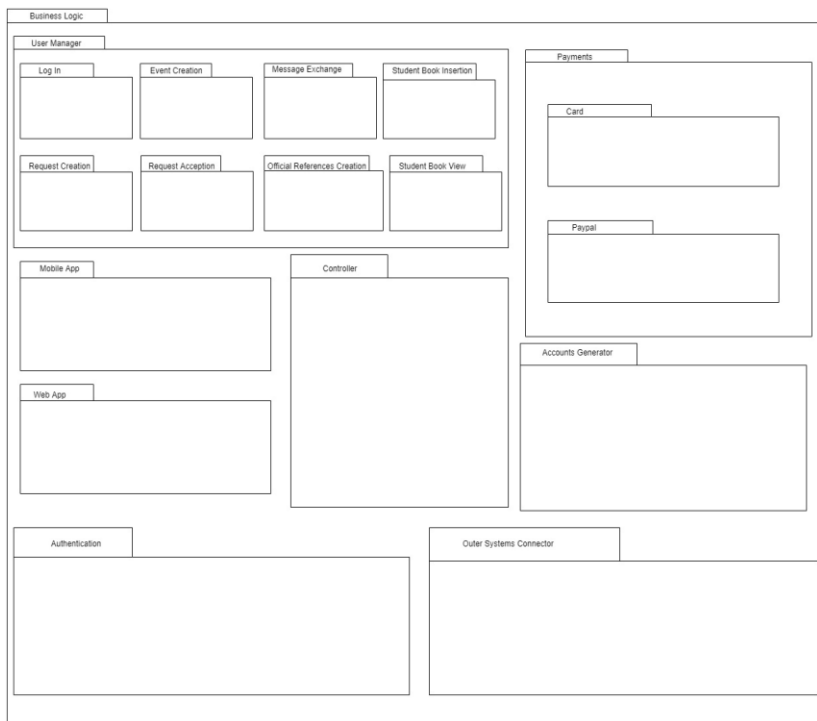 Business Logic
User Manager
Log In
Event Creation
Message Exchange
Student Book Insertion
Request Creation
Request Acception
Official References Creation
Student Book View
Payments
Card
Paypal
Mobile App
Controller
Accounts Generator
Web App
Authentication
Outer Systems Connector